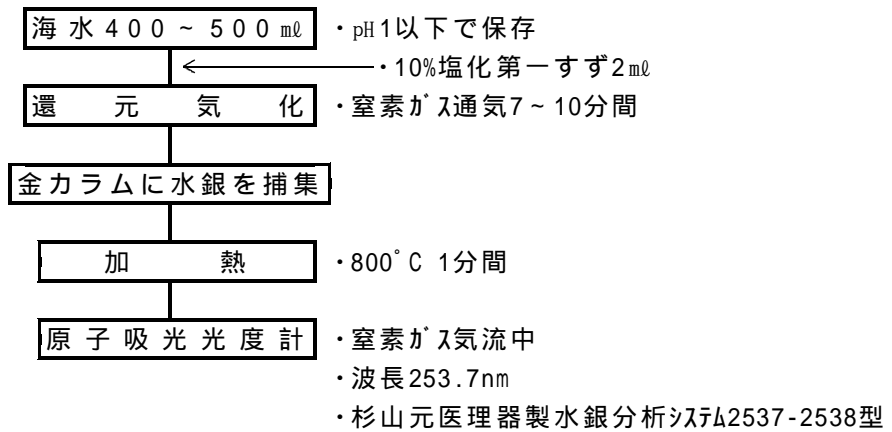 海水400~500㎖ ・pH1以下で保存
・10%塩化第一すず2㎖
還元気化 ・窒素ｶﾞｽ通気7~10分間
金カラムに水銀を捕集
加熱 ・800°C 1分間
原子吸光光度計 ・窒素ｶﾞｽ気流中
・波長253.7nm
・杉山元医理器製水銀分析ｼｽﾃﾑ2537-2538型